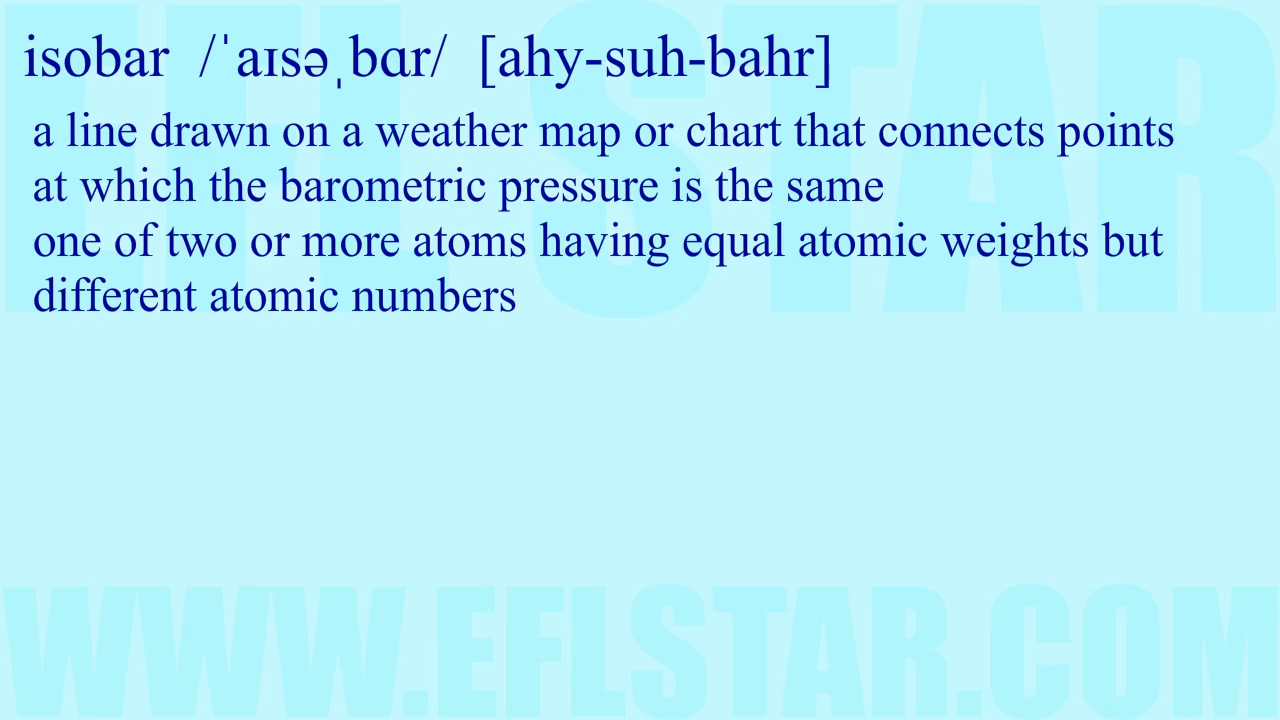 isobar /ˈaɪsəˌbɑr/ [ahy-suh-bahr]
a line drawn on a weather map or chart that connects points
at which the barometric pressure is the same
one of two or more atoms having equal atomic weights but
different atomic numbers
EFL STAR
WWW.EFLSTAR.COM